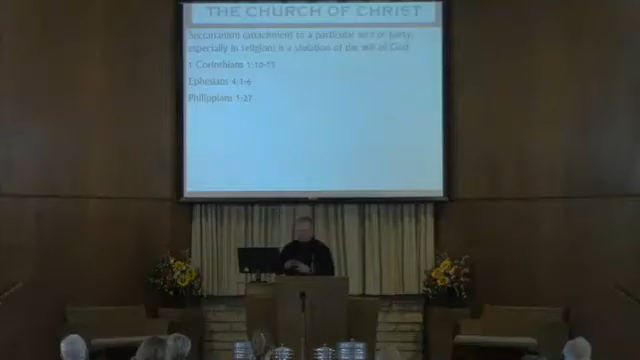 THE CHURCH OF CHRIST
Sectarianism (attachment to a particular sect or party,
especially in religion) is a violation of the will of God
1 Corinthians 1:10-13
Ephesians 4:1-6
Philippians 1:27